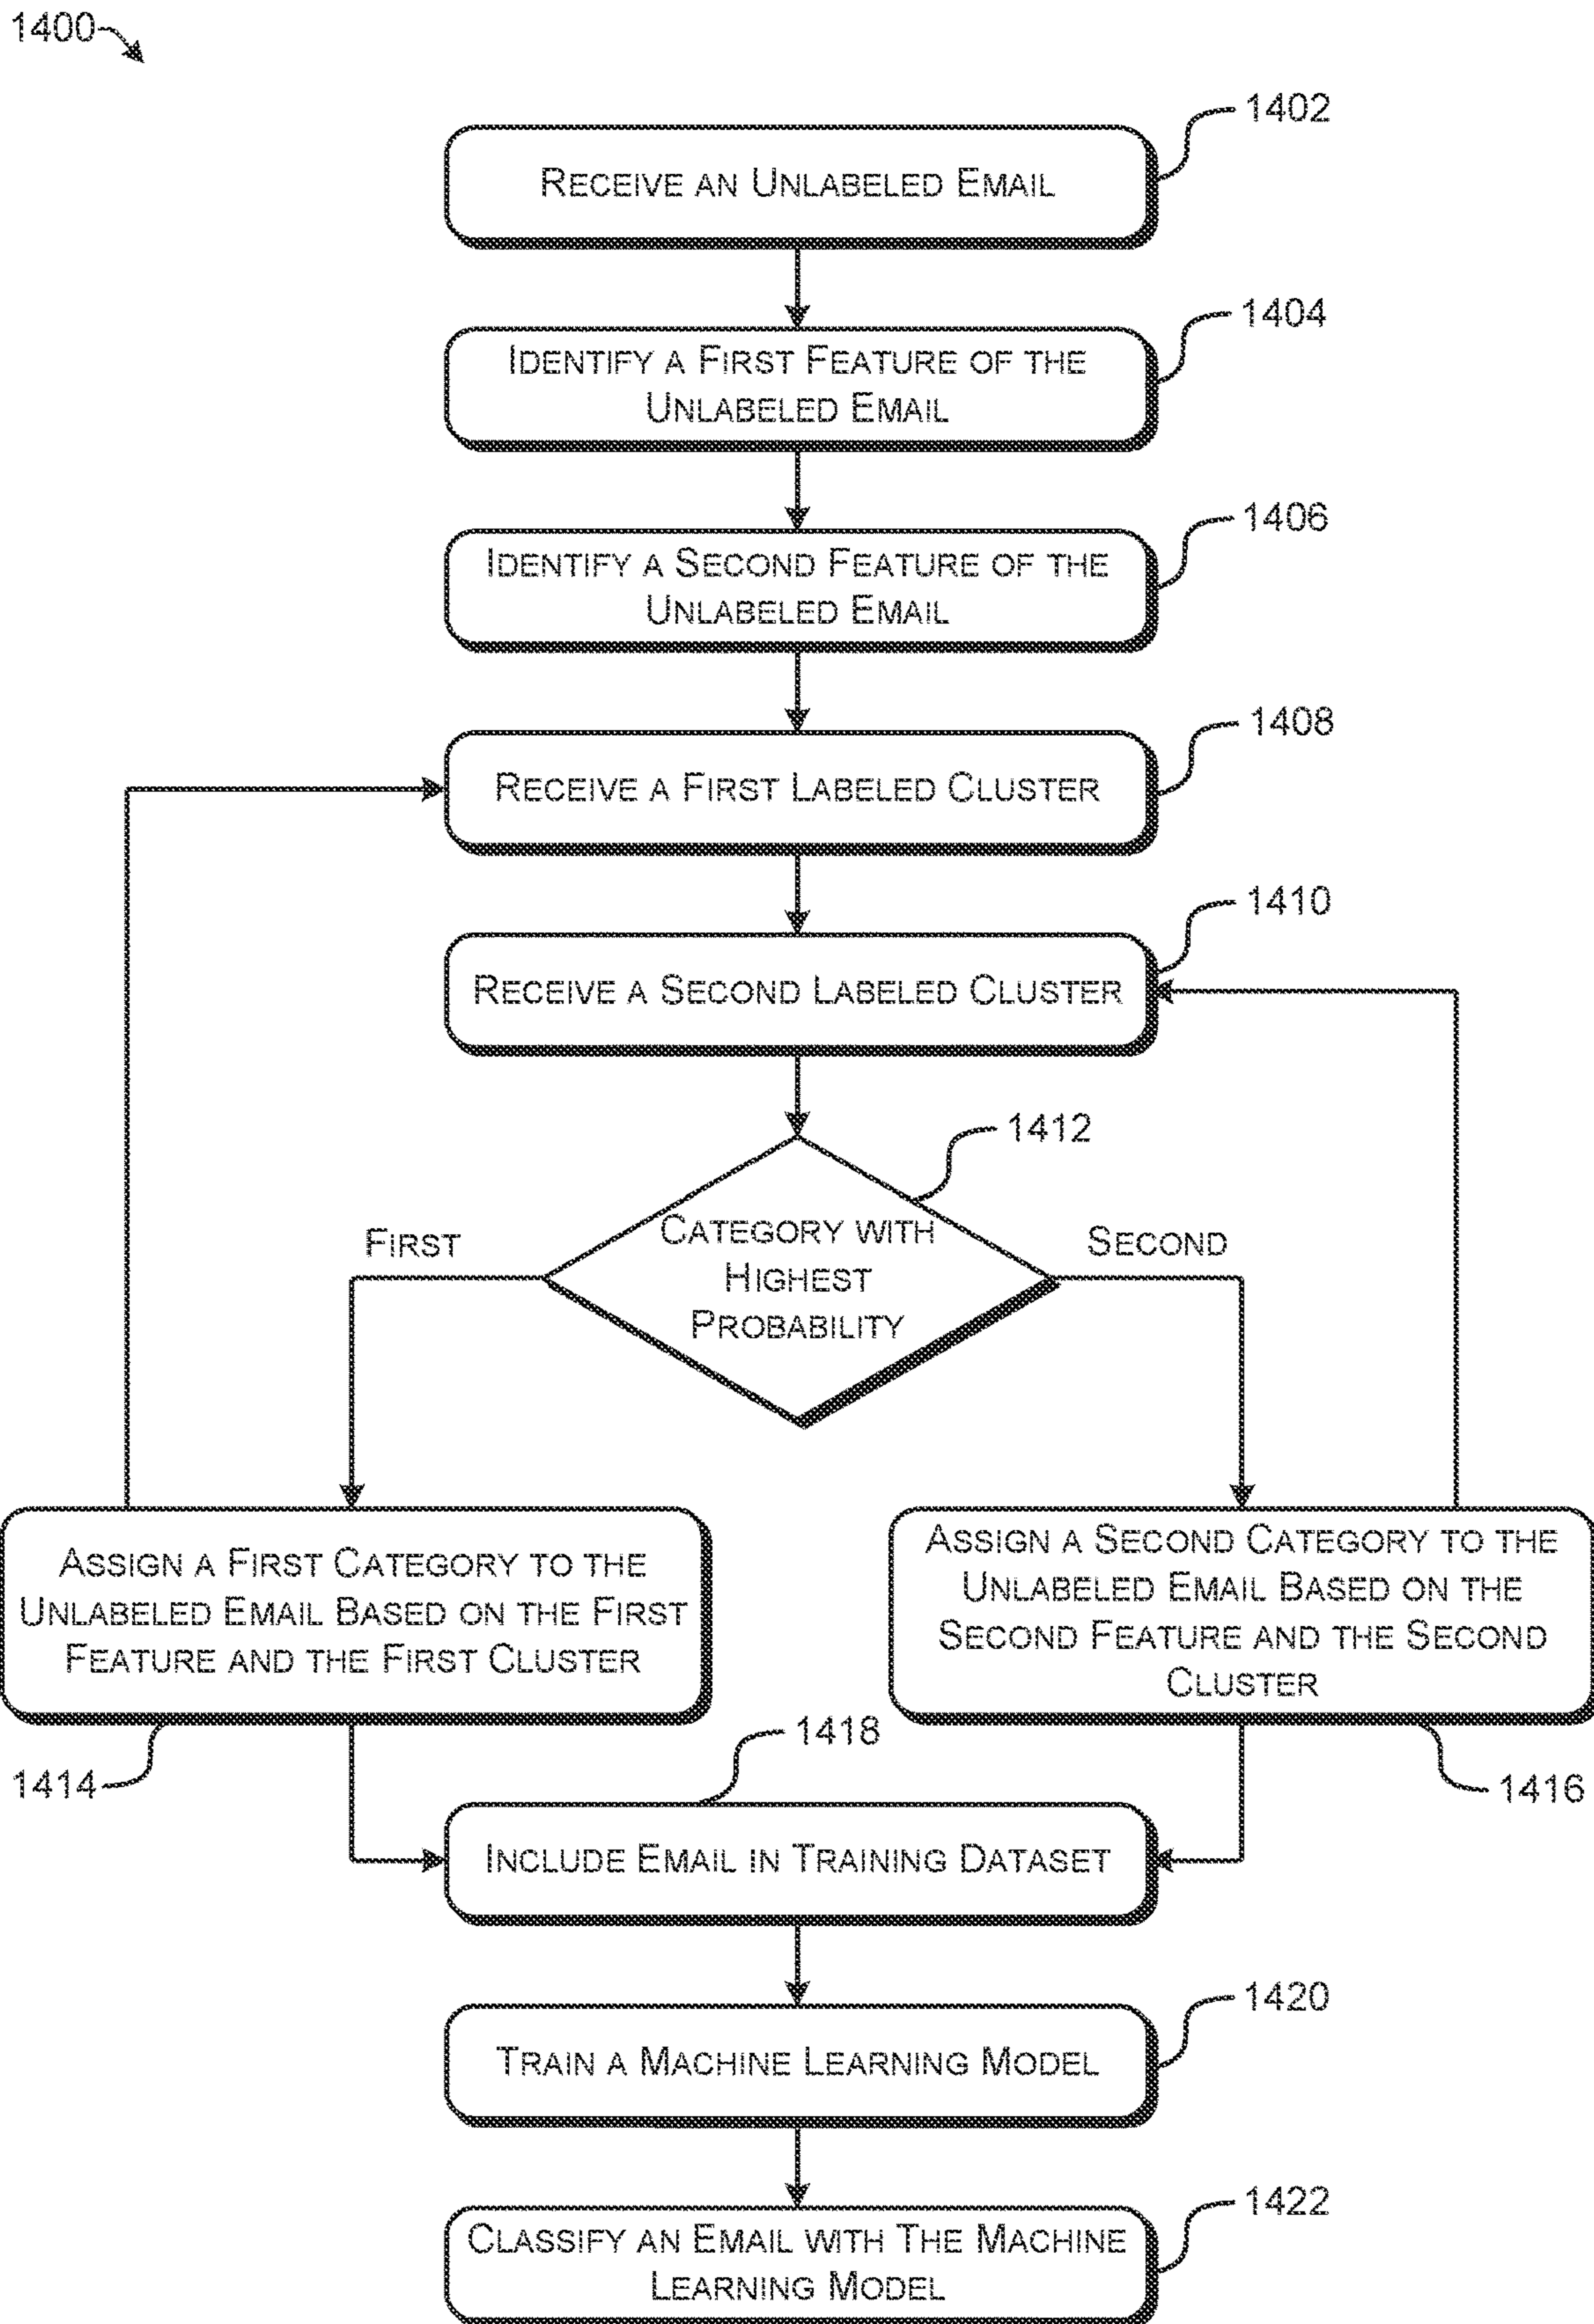 1400
1402
RECEIVE AN UNLABELED EMAIL
1404
IDENTIFY A FIRST FEATURE OF THE
UNLABELED EMAIL
1406
IDENTIFY A SECOND FEATURE OF THE
UNLABELED EMAIL
1408
RECEIVE A FIRST LABELED CLUSTER
1410
RECEIVE A SECOND LABELED CLUSTER
1412
FIRST
CATEGORY WITH
HIGHEST
PROBABILITY
SECOND
ASSIGN A FIRST CATEGORY TO THE
UNLABELED EMAIL BASED ON THE FIRST
FEATURE AND THE FIRST CLUSTER
1414
ASSIGN A SECOND CATEGORY TO THE
UNLABELED EMAIL BASED ON THE
SECOND FEATURE AND THE SECOND
CLUSTER
1416
1418
INCLUDE EMAIL IN TRAINING DATASET
1420
TRAIN A MACHINE LEARNING MODEL
1422
CLASSIFY AN EMAIL WITH THE MACHINE
LEARNING MODEL